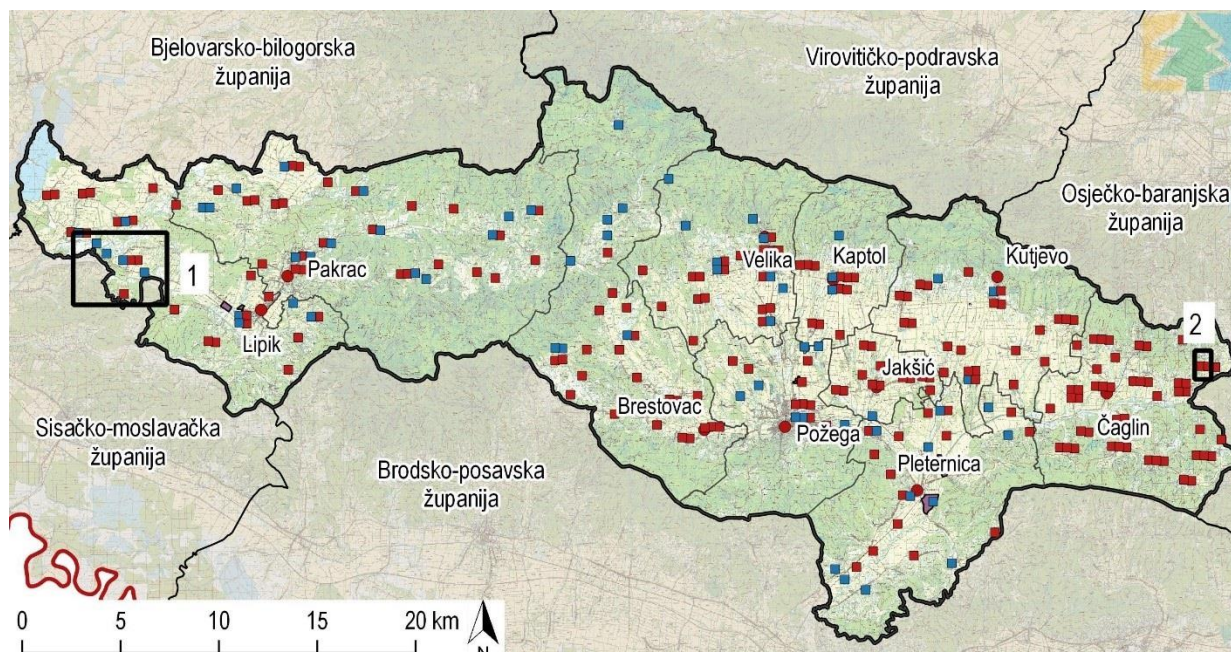 Bjelovarsko-bilogorska
županija
Virovitičko-podravska
županija
Osječko-baranjska
županija
1
Pakrac
Velika
Kaptol
Kutjevo
2
Lipik
Jakšić
Sisačko-moslavačka
županija
Brestovac
Požega
Čaglin
Brodsko-posavska
županija
Pleternica
0 5 10 20 km
N